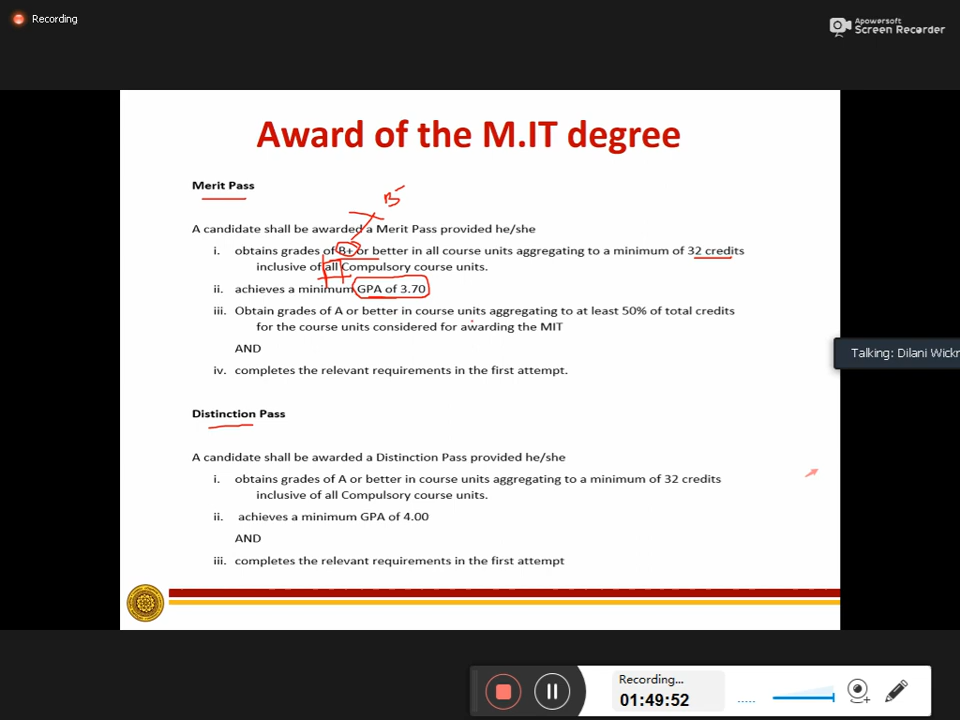 Recording
Apowersoft
Screen Recorder
Award of the M.IT degree
Merit Pass
B
A candidate shall be awarded a Merit Pass provided he/she
i. obtains grades of B+ or better in all course units aggregating to a minimum of 32 credits
inclusive of all Compulsory course units.
ii. achieves a minimum GPA of 3.70
iii. Obtain grades of A or better in course units aggregating to at least 50% of total credits
for the course units considered for awarding the MIT
AND
Talking: Dilani Wickr
iv. completes the relevant requirements in the first attempt.
Distinction Pass
A candidate shall be awarded a Distinction Pass provided he/she
i. obtains grades of A or better in course units aggregating to a minimum of 32 credits
inclusive of all Compulsory course units.
ii. achieves a minimum GPA of 4.00
AND
iii. completes the relevant requirements in the first attempt
Recording...
01:49:52